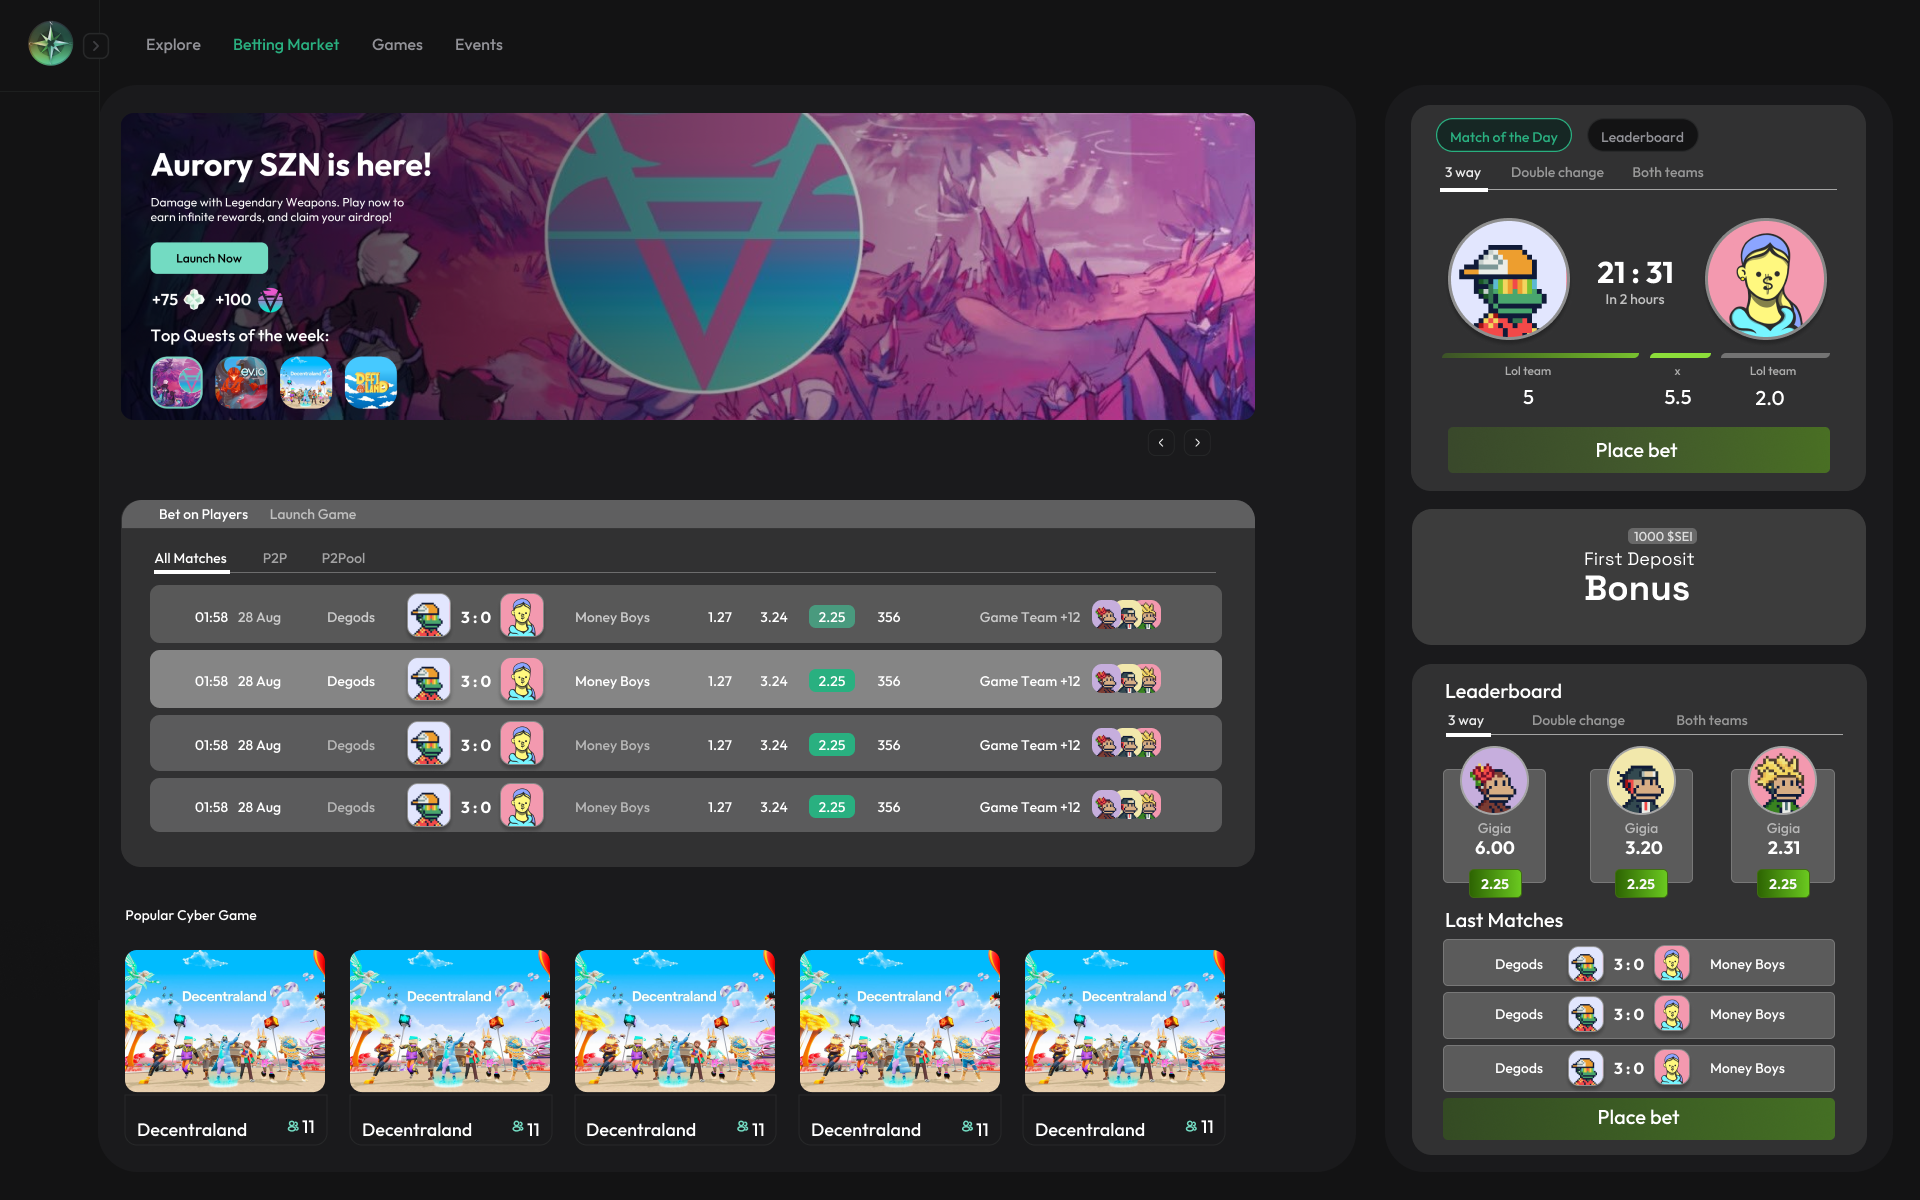 Explore Betting Market Games Events
Aurory SZN is here!
Damage with Legendary Weapons. Play now to
earn infinite rewards, and claim your airdrop!
Launch Now
+75 +100
Top Quests of the week:
ev.io
Decentraland
DEFI LAND
Bet on Players Launch Game
All Matches P2P P2Pool
01:58 28 Aug Degods 3 : 0 Money Boys 1.27 3.24 2.25 356 Game Team +12
01:58 28 Aug Degods 3 : 0 Money Boys 1.27 3.24 2.25 356 Game Team +12
01:58 28 Aug Degods 3 : 0 Money Boys 1.27 3.24 2.25 356 Game Team +12
01:58 28 Aug Degods 3 : 0 Money Boys 1.27 3.24 2.25 356 Game Team +12
Popular Cyber Game
Decentraland Decentraland Decentraland Decentraland Decentraland
Decentraland 11 Decentraland 11 Decentraland 11 Decentraland 11 Decentraland 11
Match of the Day Leaderboard
3 way Double change Both teams
21 : 31
In 2 hours
Lol team x Lol team
5 5.5 2.0
Place bet
1000 $SEI
First Deposit
Bonus
Leaderboard
3 way Double change Both teams
Gigia Gigia Gigia
6.00 3.20 2.31
2.25 2.25 2.25
Last Matches
Degods 3 : 0 Money Boys
Degods 3 : 0 Money Boys
Degods 3 : 0 Money Boys
Place bet